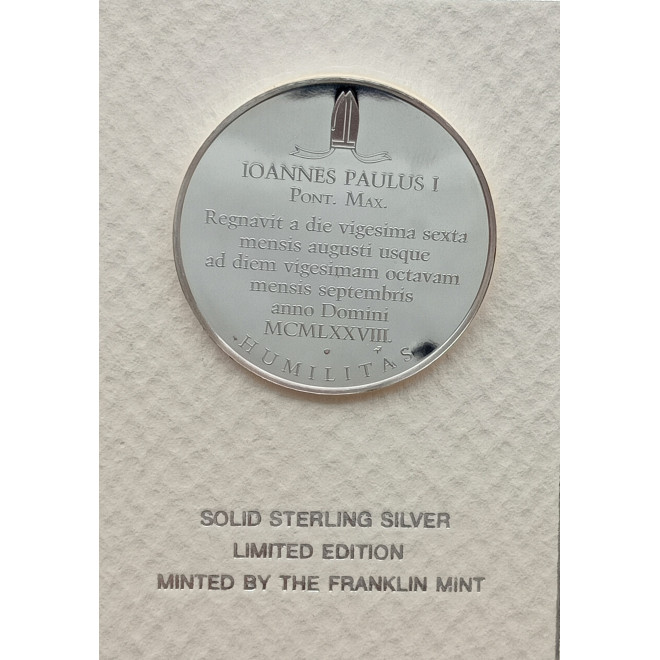 IOANNES PAULUS I
PONT. MAX.
Regnavit a die vigesima sexta
mensis augusti usque
ad diem vigesimam octavam
mensis septembris
anno Domini
MCMLXXVIII.
HUMILITAS
SOLID STERLING SILVER
LIMITED EDITION
MINTED BY THE FRANKLIN MINT